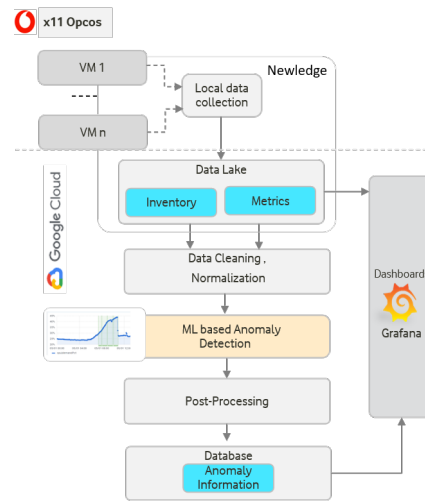 x11 Opcos
VM 1
Newledge
Local data
collection
VM n
Data Lake
Inventory
Metrics
Google Cloud
Data Cleaning ,
Normalization
Dashboard
Grafana
ML based Anomaly
Detection
Post-Processing
Database
Anomaly
Information